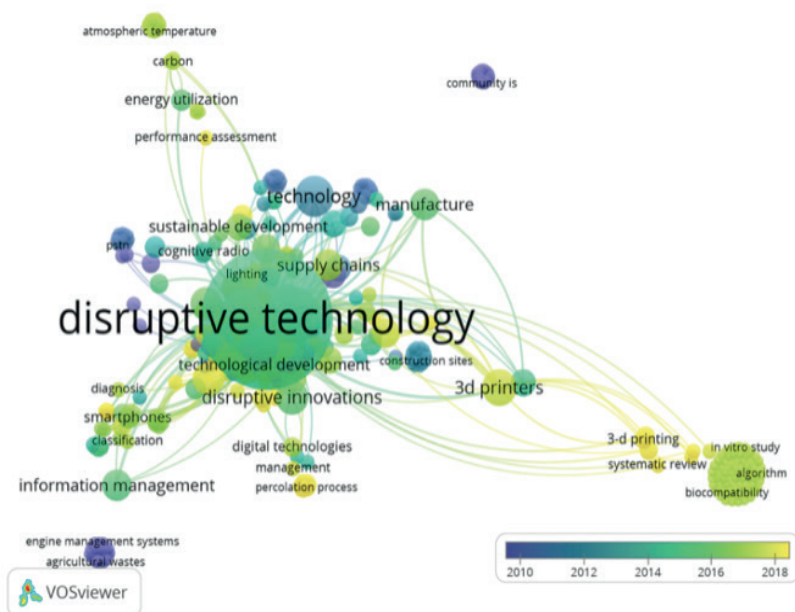 atmospheric temperature
carbon
community is
energy utilization
performance assessment
technology
manufacture
sustainable development
pstn
cognitive radio
supply chains
lighting
disruptive technology
technological development
construction sites
disruptive innovations
3d printers
diagnosis
smartphones
classification
digital technologies
3-d printing
in vitro study
management
systematic review
algorithm
information management
percolation process
biocompatibility
engine management systems
agricultural wastes
2010 2012 2014 2016 2018
VOSviewer